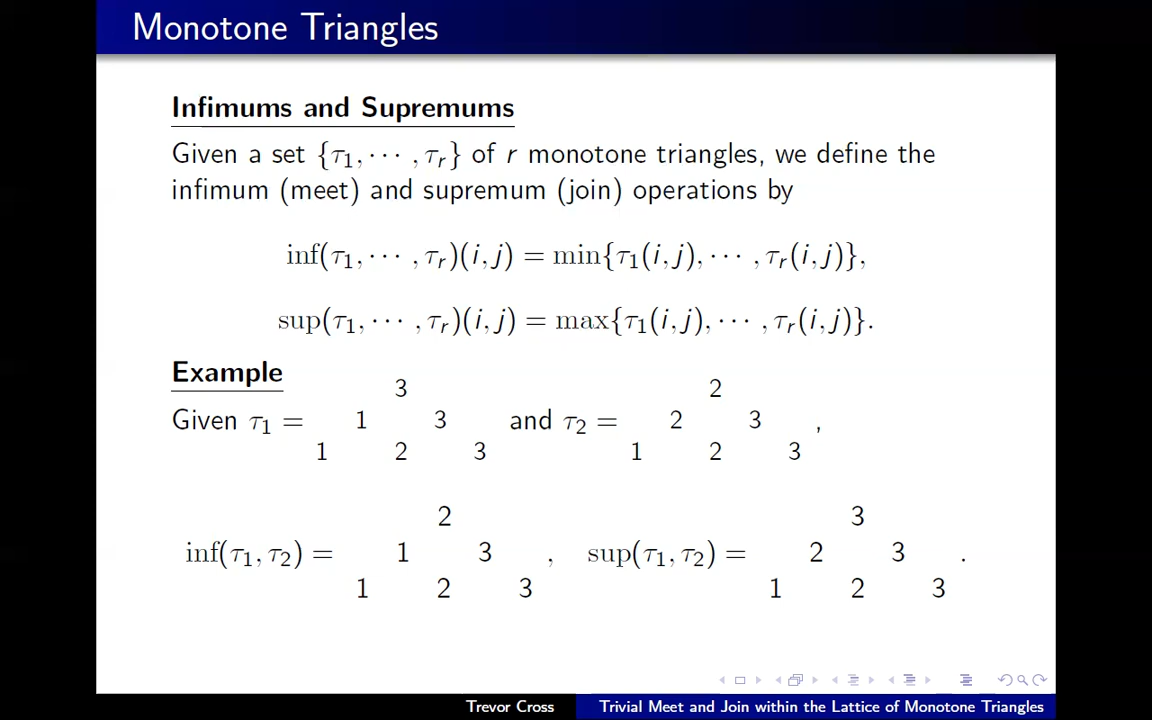 Monotone Triangles
Infimums and Supremums
Given a set {τ₁, ⋯ , τᵣ} of r monotone triangles, we define the
infimum (meet) and supremum (join) operations by
inf(τ₁, ⋯ , τᵣ)(i, j) = min{τ₁(i, j), ⋯ , τᵣ(i, j)},
sup(τ₁, ⋯ , τᵣ)(i, j) = max{τ₁(i, j), ⋯ , τᵣ(i, j)}.
Example
3 2
Given τ₁ = 1 3 and τ₂ = 2 3 ,
1 2 3 1 2 3
2 3
inf(τ₁, τ₂) = 1 3 , sup(τ₁, τ₂) = 2 3 .
1 2 3 1 2 3
Trevor Cross Trivial Meet and Join within the Lattice of Monotone Triangles